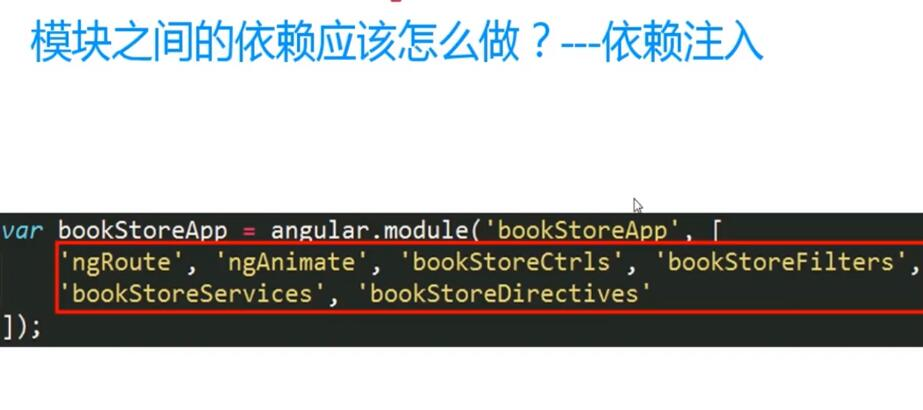 模块之间的依赖应该怎么做？---依赖注入
var bookStoreApp = angular.module('bookStoreApp', [
'ngRoute', 'ngAnimate', 'bookStoreCtrls', 'bookStoreFilters',
'bookStoreServices', 'bookStoreDirectives'
]);